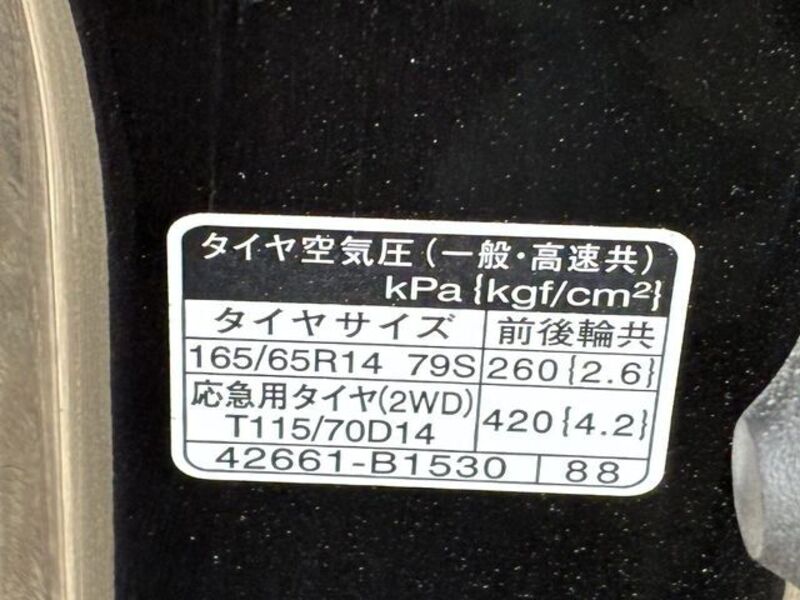 タイヤ空気圧(一般・高速共)
kPa{kgf/cm²}
タイヤサイズ 前後輪共
165/65R14 79S 260{2.6}
応急用タイヤ(2WD)
T115/70D14 420{4.2}
42661-B1530 88